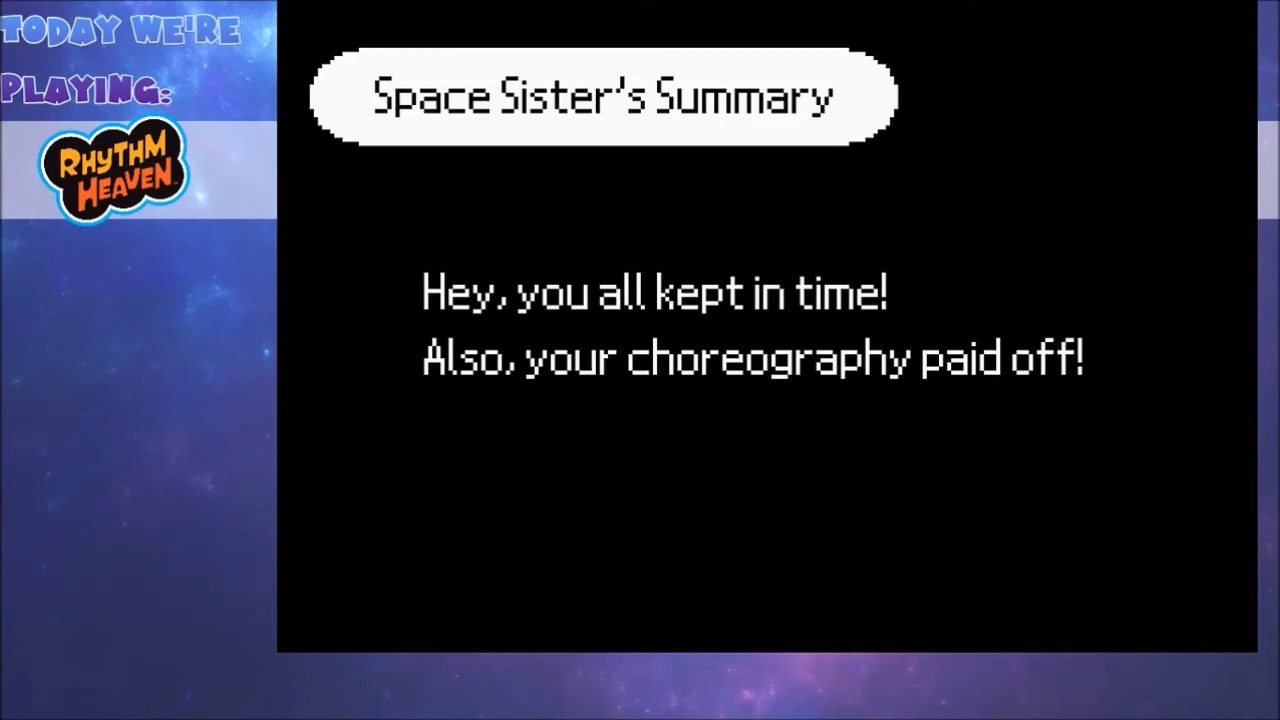 TODAY WE'RE
PLAYING:
RHYTHM
HEAVEN™
Space Sister's Summary
Hey, you all kept in time!
Also, your choreography paid off!